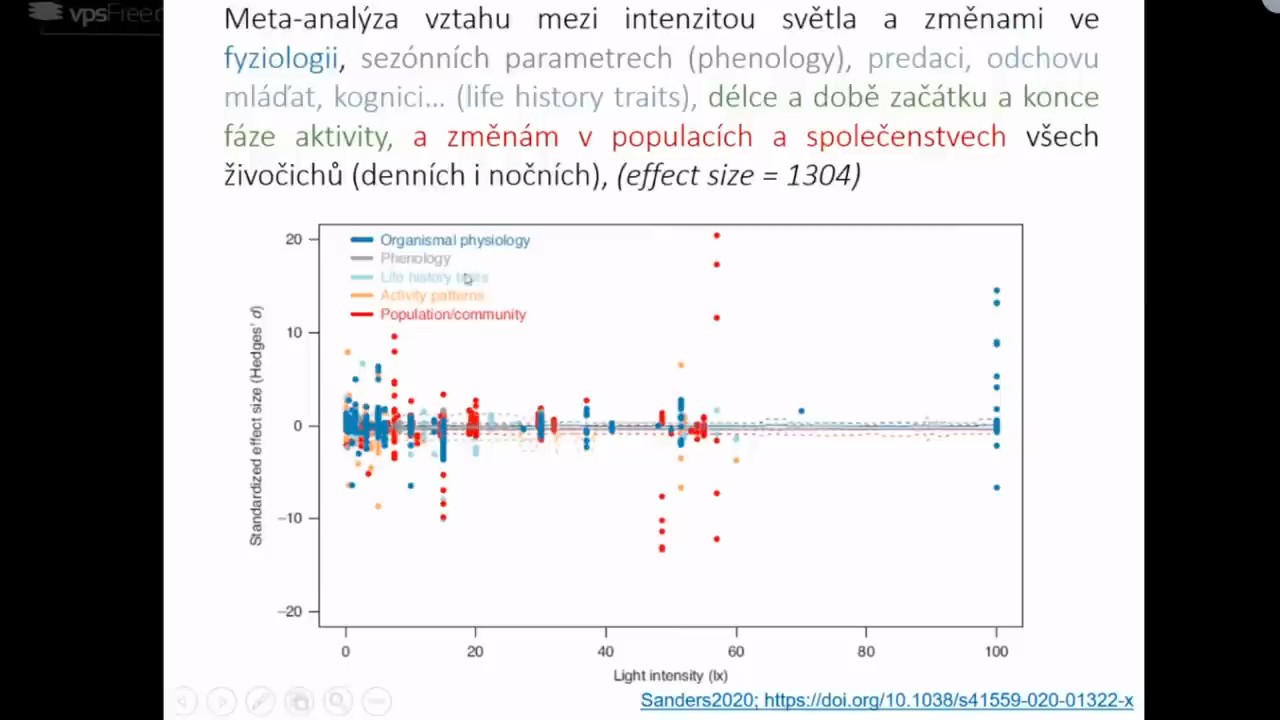 vpsFree
Meta-analýza vztahu mezi intenzitou světla a změnami ve
fyziologii, sezónních parametrech (phenology), predaci, odchovu
mláďat, kognici... (life history traits), délce a době začátku a konce
fáze aktivity, a změnám v populacích a společenstvech všech
živočichů (denních i nočních), (effect size = 1304)
Organismal physiology
Phenology
Life history traits
Activity patterns
Population/community
Standardized effect size (Hedges' d)
20
10
0
−10
−20
0 20 40 60 80 100
Light intensity (lx)
Sanders2020; https://doi.org/10.1038/s41559-020-01322-x